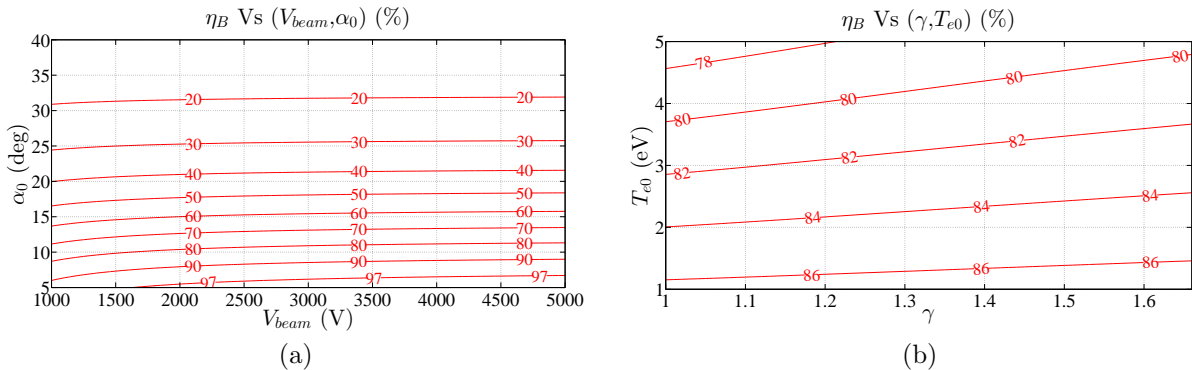 η_B Vs (V_beam,α_0) (%)
40
35
30
25
20
15
10
5
α_0 (deg)
20 20 20
30 30 30
40 40 40
50 50 50
60 60 60
70 70 70
80 80 80
90 90 90
97 97 97
1000 1500 2000 2500 3000 3500 4000 4500 5000
V_beam (V)
(a)
η_B Vs (γ,T_e0) (%)
5
4
3
2
1
T_e0 (eV)
78
80 80 80 80
82 82 82
84 84 84
86 86 86
1 1.1 1.2 1.3 1.4 1.5 1.6
γ
(b)